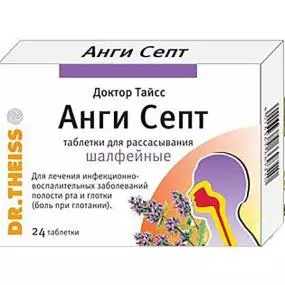 Анги Септ
Доктор Тайсс
Анги Септ
таблетки для рассасывания
шалфейные
Для лечения инфекционно-
воспалительных заболеваний
полости рта и глотки
(боль при глотании).
24 таблетки
DR.THEISS